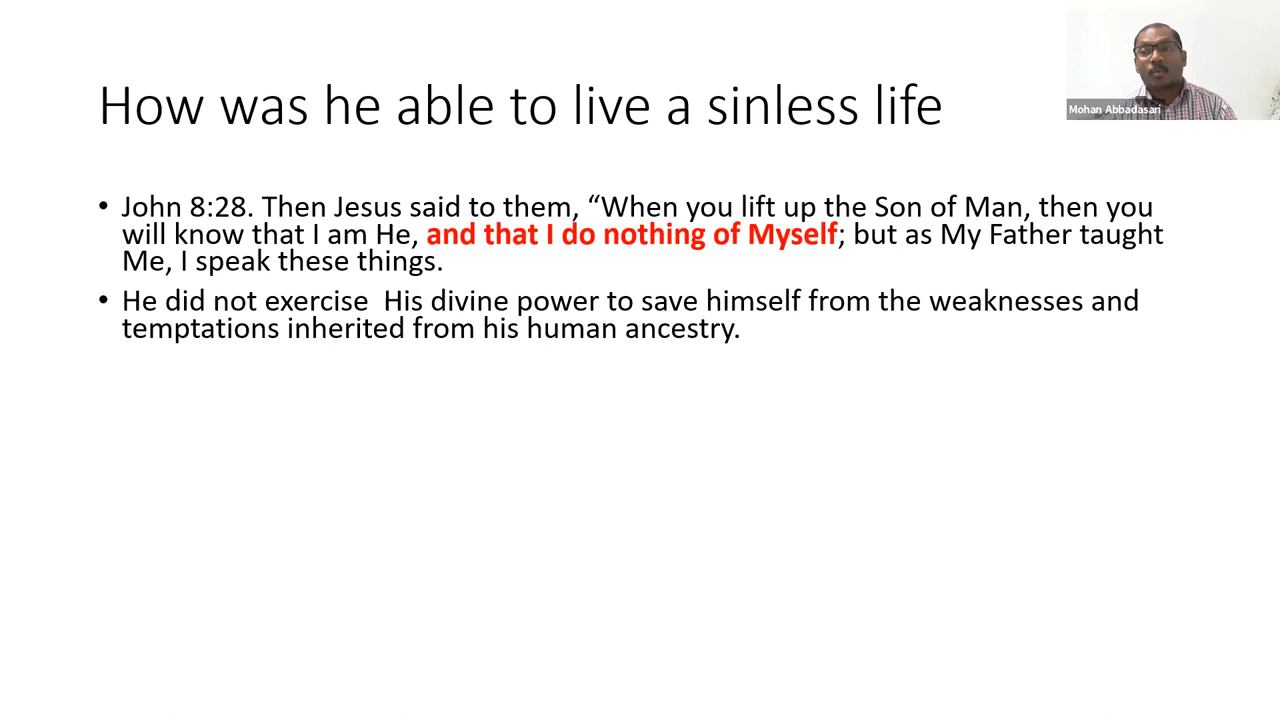 How was he able to live a sinless life
Mohan Abbadasari
• John 8:28. Then Jesus said to them, “When you lift up the Son of Man, then you
will know that I am He, and that I do nothing of Myself; but as My Father taught
Me, I speak these things.
• He did not exercise  His divine power to save himself from the weaknesses and
temptations inherited from his human ancestry.